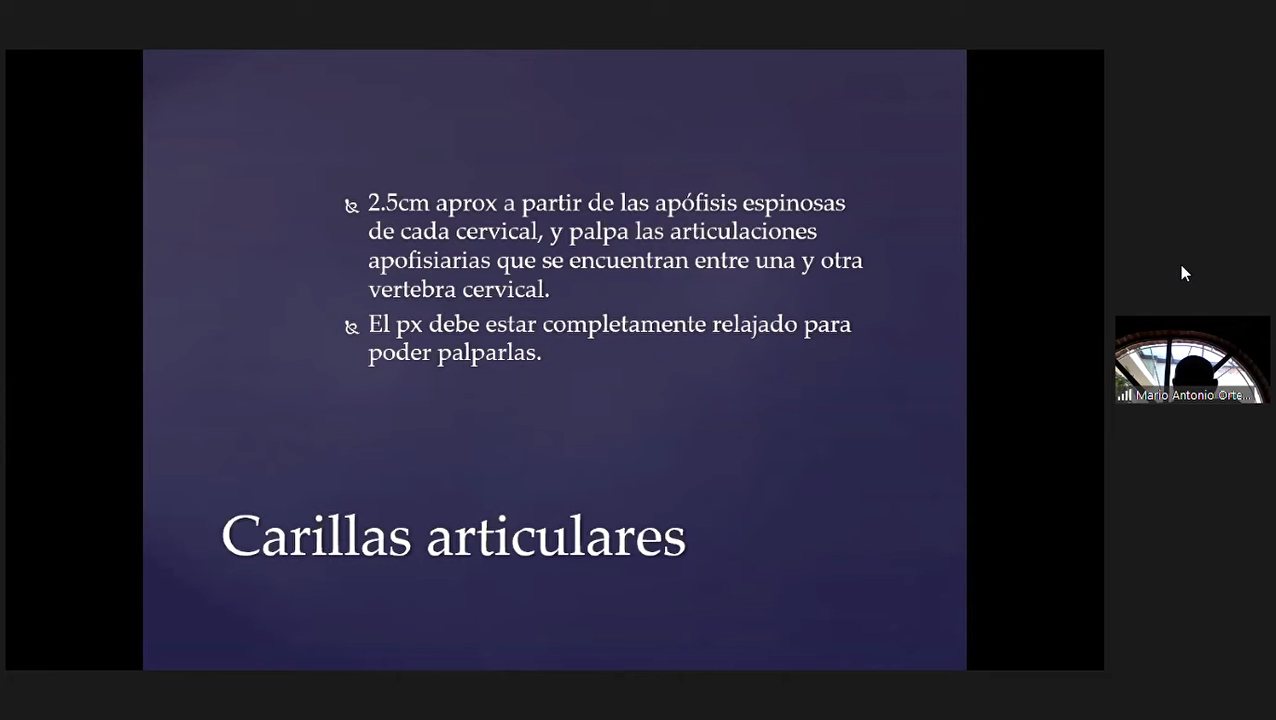 2.5cm aprox a partir de las apófisis espinosas
de cada cervical, y palpa las articulaciones
apofisiarias que se encuentran entre una y otra
vertebra cervical.
El px debe estar completamente relajado para
poder palparlas.
Carillas articulares
Mario Antonio Orte...